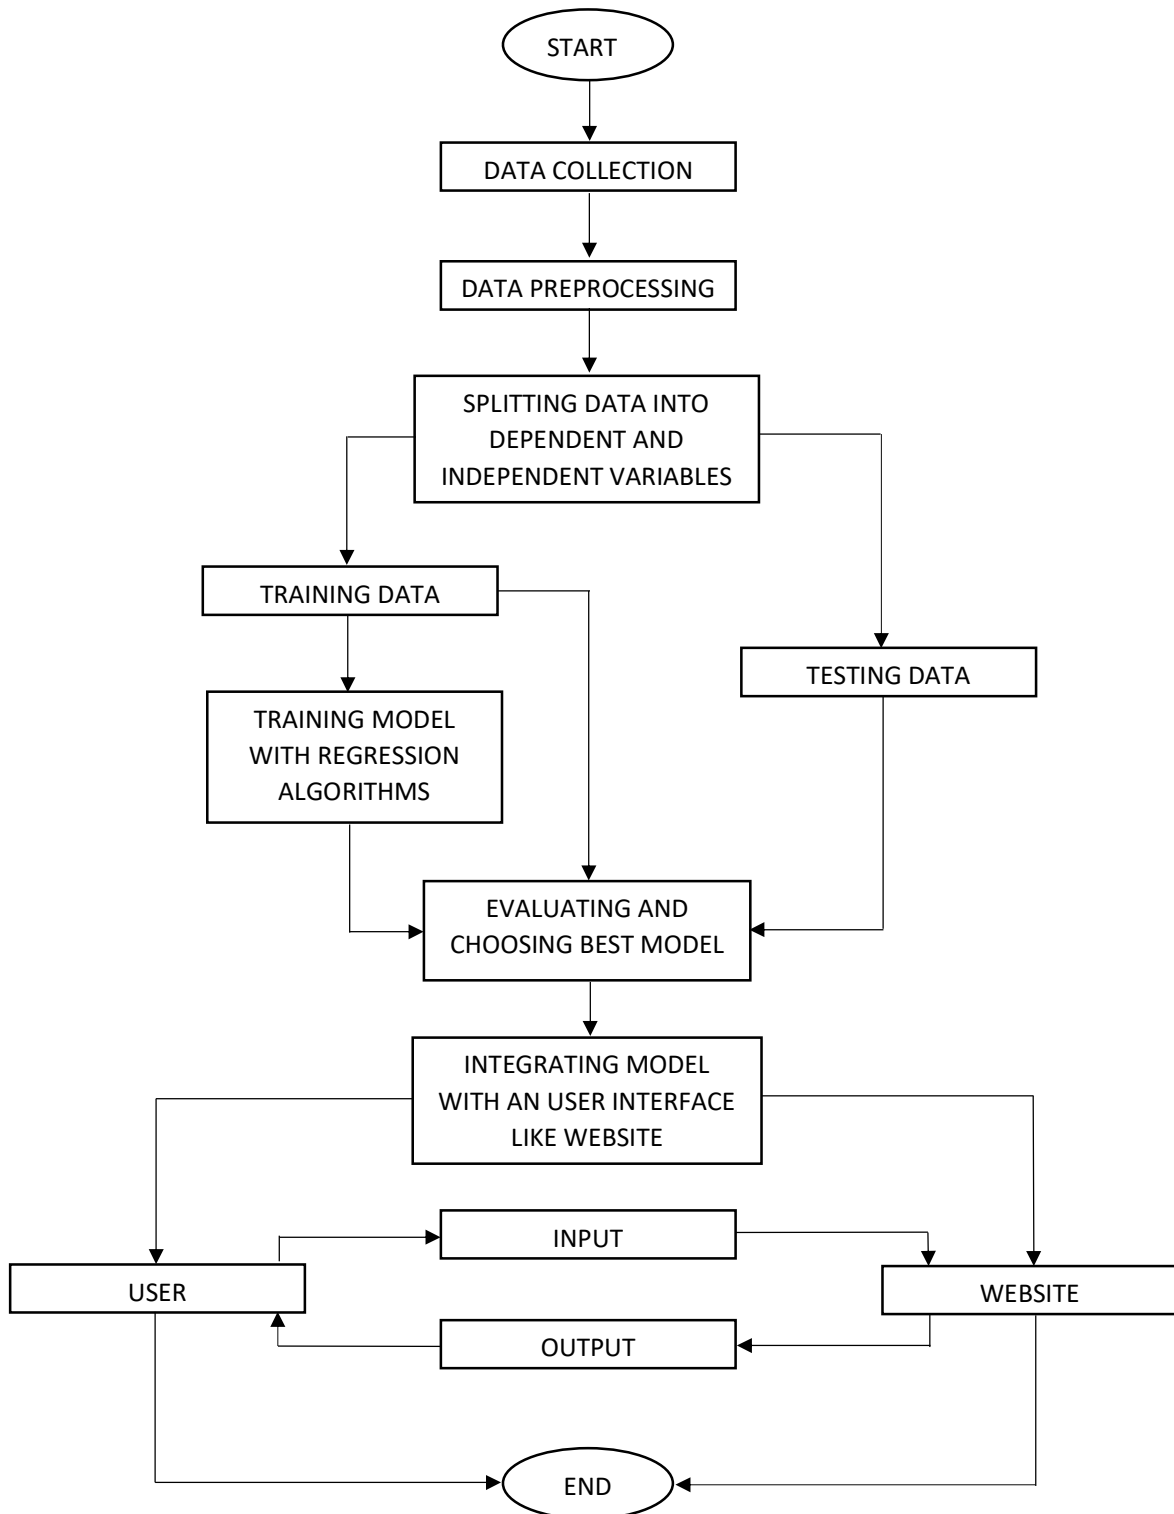 START
DATA COLLECTION
DATA PREPROCESSING
SPLITTING DATA INTO
DEPENDENT AND
INDEPENDENT VARIABLES
TRAINING DATA
TESTING DATA
TRAINING MODEL
WITH REGRESSION
ALGORITHMS
EVALUATING AND
CHOOSING BEST MODEL
INTEGRATING MODEL
WITH AN USER INTERFACE
LIKE WEBSITE
INPUT
USER
WEBSITE
OUTPUT
END